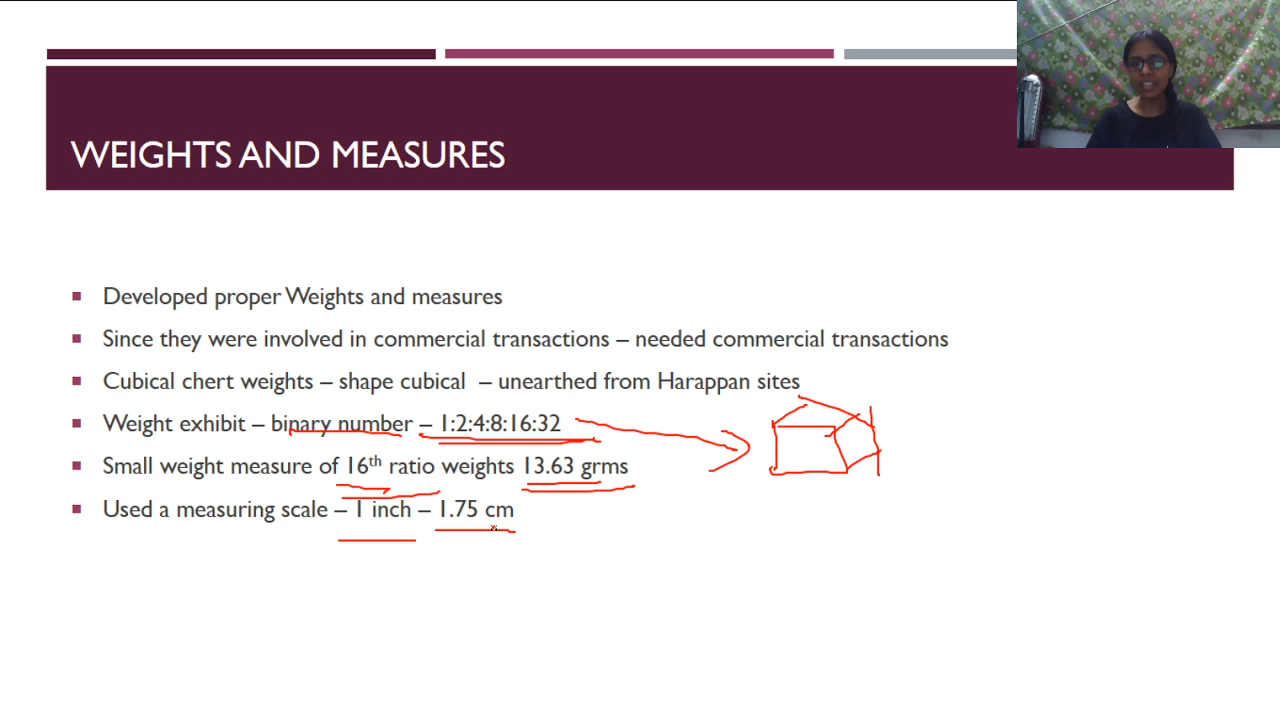 WEIGHTS AND MEASURES
Developed proper Weights and measures
Since they were involved in commercial transactions – needed commercial transactions
Cubical chert weights – shape cubical – unearthed from Harappan sites
Weight exhibit – binary number – 1:2:4:8:16:32
Small weight measure of 16th ratio weights 13.63 grms
Used a measuring scale – 1 inch – 1.75 cm